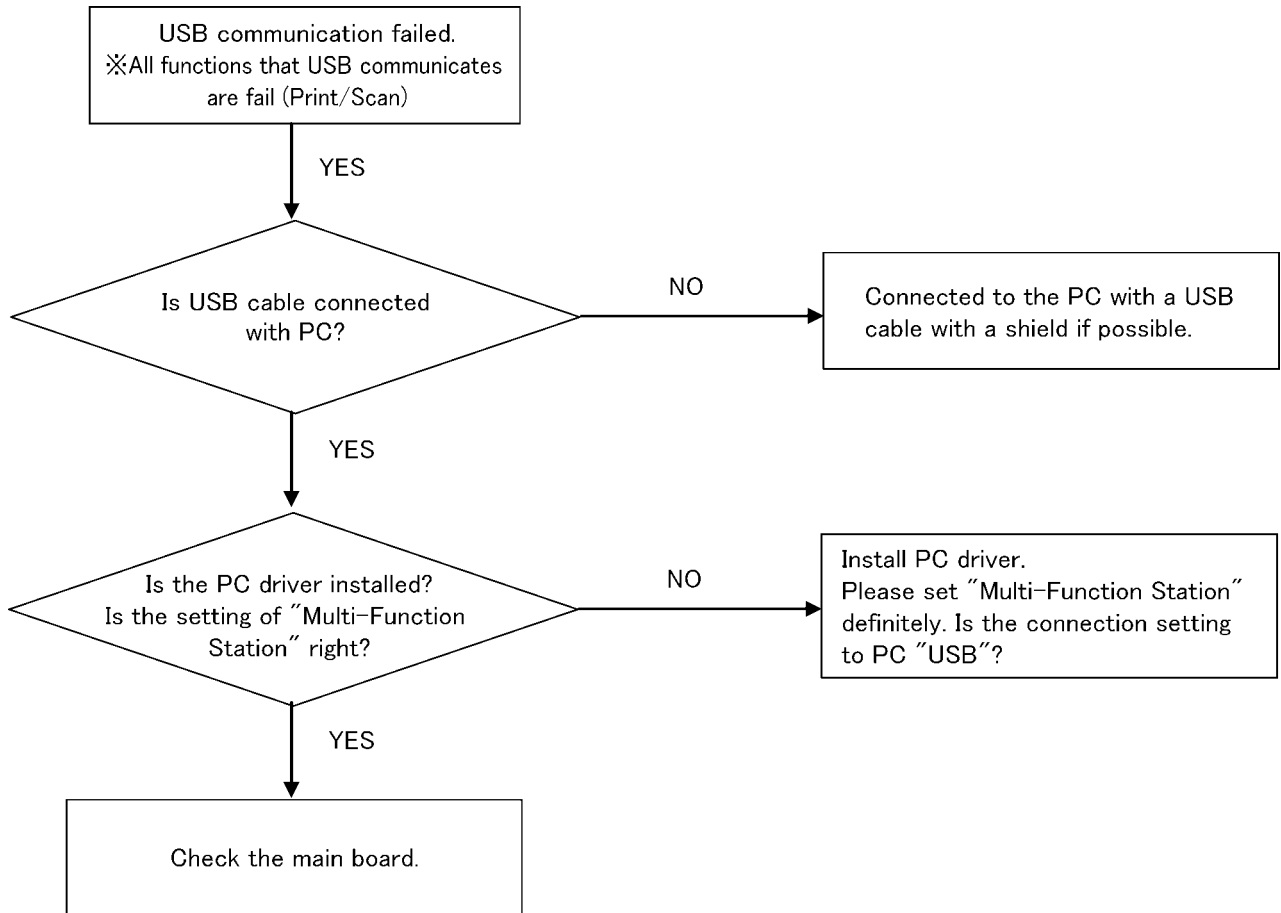 USB communication failed.
※All functions that USB communicates
are fail (Print/Scan)
YES
Is USB cable connected
with PC?
NO
Connected to the PC with a USB
cable with a shield if possible.
YES
Is the PC driver installed?
Is the setting of "Multi-Function
Station" right?
NO
Install PC driver.
Please set "Multi-Function Station"
definitely. Is the connection setting
to PC "USB"?
YES
Check the main board.